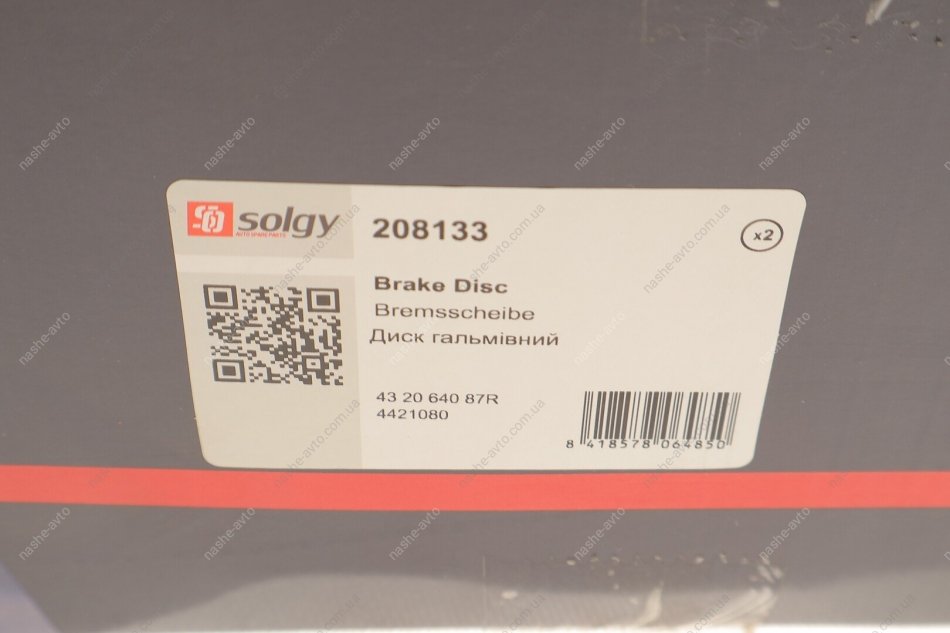 solgy
AUTO SPARE PARTS
208133
x2
Brake Disc
Bremsscheibe
Диск гальмівний
43 20 640 87R
4421080
8 418578 064850
nashe-avto.com.ua